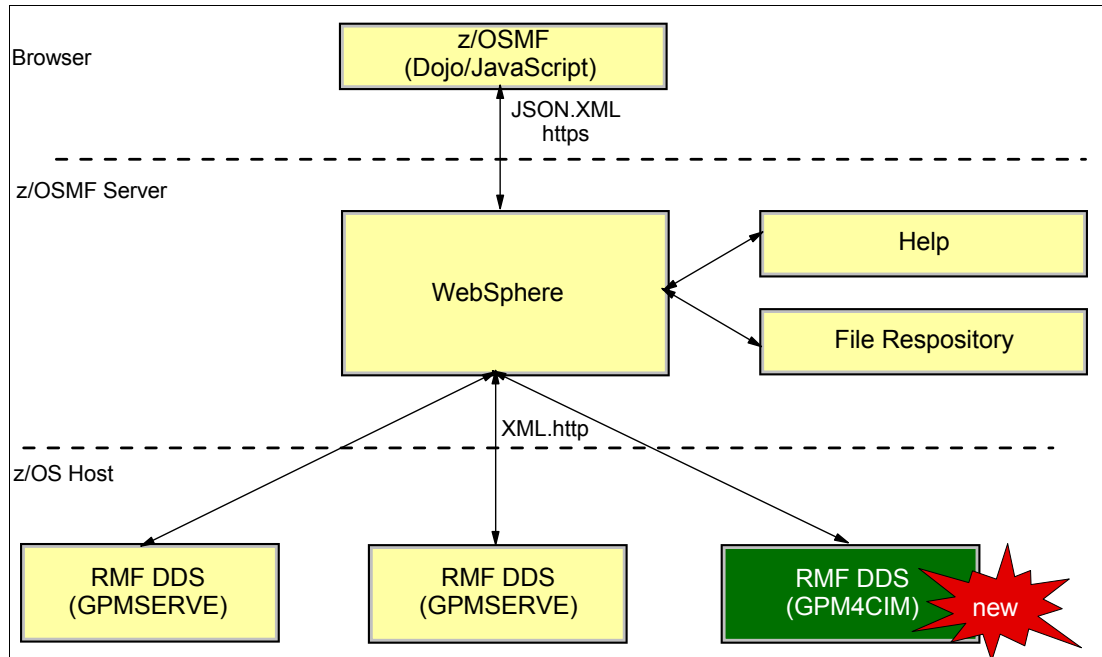 Browser
z/OSMF
(Dojo/JavaScript)
JSON.XML
https
z/OSMF Server
WebSphere
Help
File Respository
XML.http
z/OS Host
RMF DDS
(GPMSERVE)
RMF DDS
(GPMSERVE)
RMF DDS
(GPM4CIM)
new